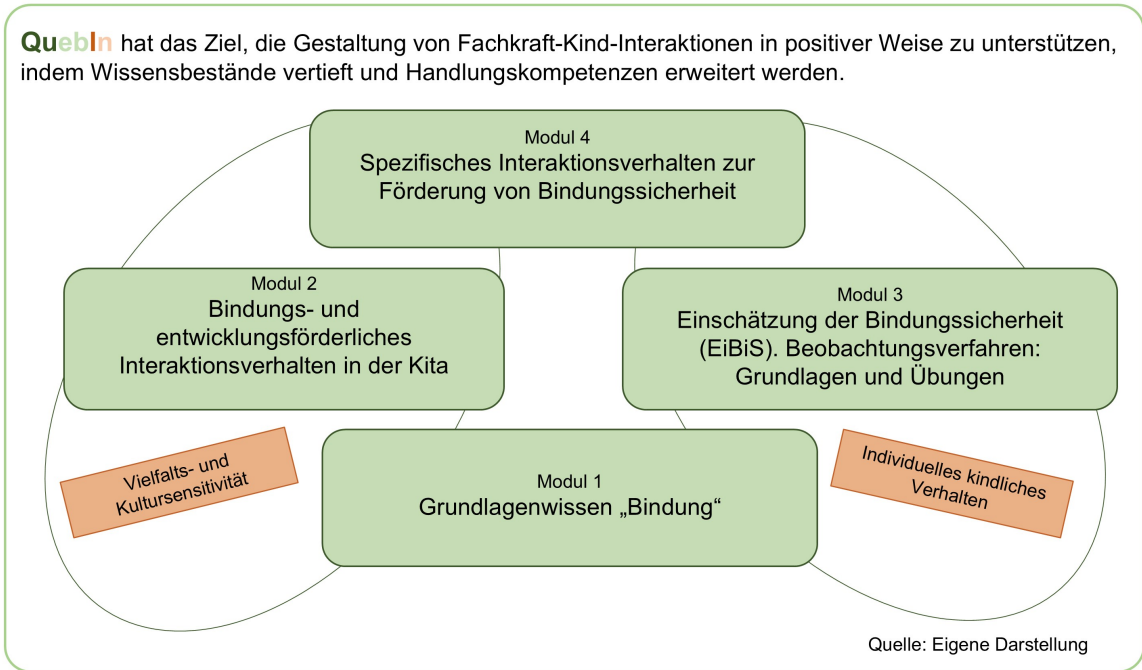 QuebIn hat das Ziel, die Gestaltung von Fachkraft-Kind-Interaktionen in positiver Weise zu unterstützen,
indem Wissensbestände vertieft und Handlungskompetenzen erweitert werden.
Modul 4
Spezifisches Interaktionsverhalten zur
Förderung von Bindungssicherheit
Modul 2
Bindungs- und
entwicklungsförderliches
Interaktionsverhalten in der Kita
Modul 3
Einschätzung der Bindungssicherheit
(EiBiS). Beobachtungsverfahren:
Grundlagen und Übungen
Vielfalts- und
Kultursensitivität
Modul 1
Grundlagenwissen „Bindung“
Individuelles kindliches
Verhalten
Quelle: Eigene Darstellung